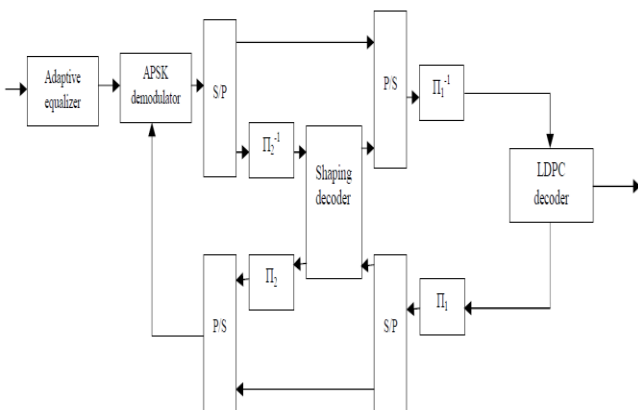 Adaptive
equalizer
APSK
demodulator
S/P
Π₂⁻¹
Shaping
decoder
P/S
Π₁⁻¹
LDPC
decoder
P/S
Π₂
S/P
Π₁